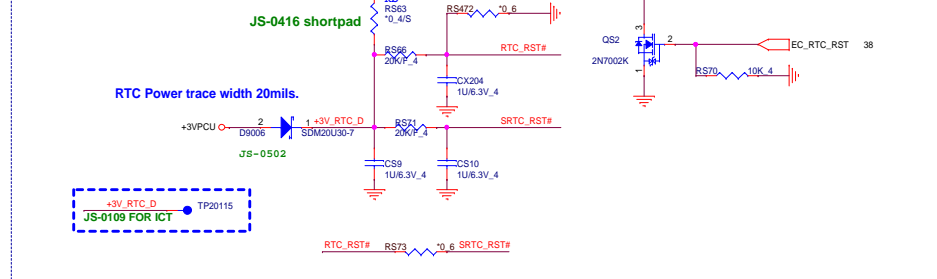 RS63
*0_4/S
JS-0416 shortpad
RS472 *0_6
RS66
20K/F_4
RTC_RST#
CX204
1U/6.3V_4
QS2
2N7002K
3
2
1
EC_RTC_RST 38
RS70 10K_4
RTC Power trace width 20mils.
+3VPCU
2
D9006
1
SDM20U30-7
+3V_RTC_D
JS-0502
RS71
20K/F_4
SRTC_RST#
CS9
1U/6.3V_4
CS10
1U/6.3V_4
+3V_RTC_D
TP20115
JS-0109 FOR ICT
RTC_RST# RS73 *0_6 SRTC_RST#